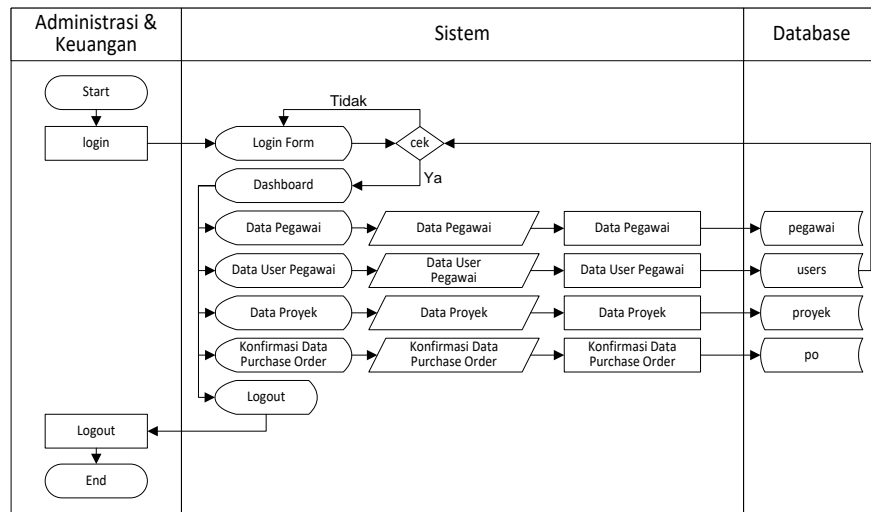 Administrasi &
Keuangan
Sistem
Database
Start
Tidak
login
Login Form
cek
Ya
Dashboard
Data Pegawai
Data Pegawai
Data Pegawai
pegawai
Data User Pegawai
Data User
Pegawai
Data User Pegawai
users
Data Proyek
Data Proyek
Data Proyek
proyek
Konfirmasi Data
Purchase Order
Konfirmasi Data
Purchase Order
Konfirmasi Data
Purchase Order
po
Logout
Logout
End